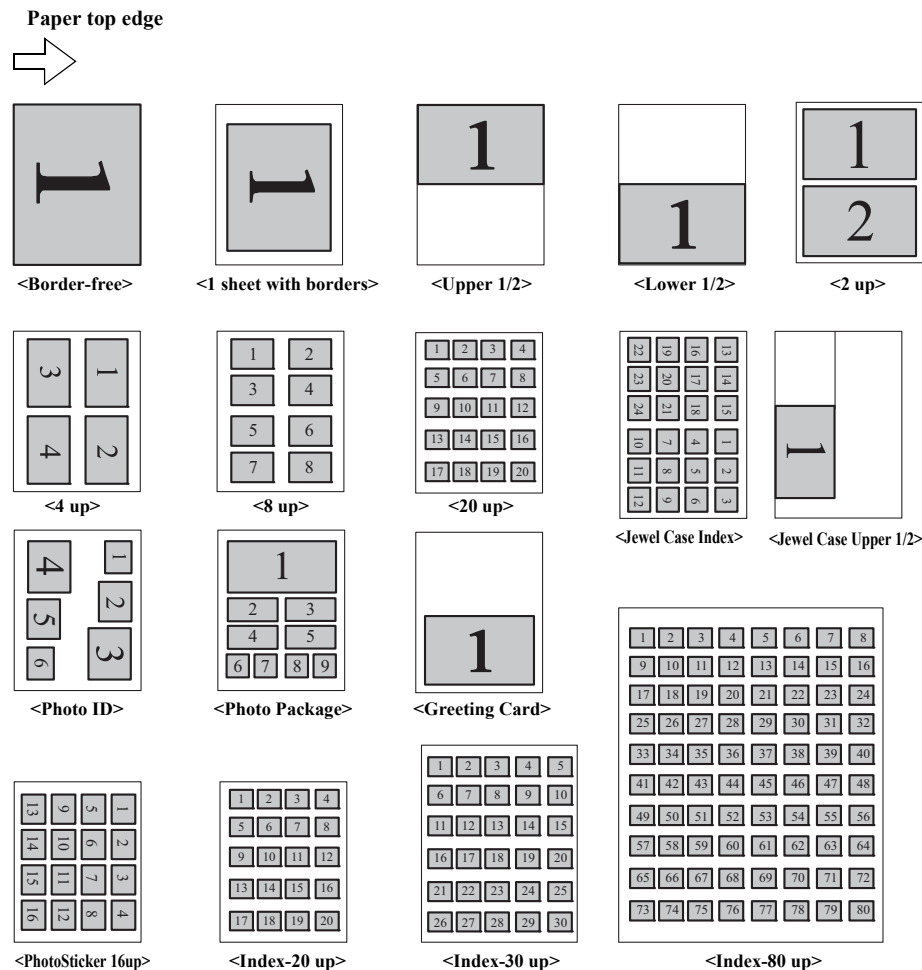 Paper top edge
1 1 1 1 1 2
<Border-free> <1 sheet with borders> <Upper 1/2> <Lower 1/2> <2 up>
3 1 4 2
1 2 3 4 5 6 7 8
1 2 3 4
5 6 7 8
9 10 11 12
13 14 15 16
17 18 19 20
22 19 16 13
23 20 17 14
24 21 18 15
10 7 4 1
11 8 5 2
12 9 6 3
1
<4 up> <8 up> <20 up> <Jewel Case Index> <Jewel Case Upper 1/2>
4 1
5 2
6 3
1
2 3
4 5
6 7 8 9
1
<Photo ID> <Photo Package> <Greeting Card>
1 2 3 4 5 6 7 8
9 10 11 12 13 14 15 16
17 18 19 20 21 22 23 24
25 26 27 28 29 30 31 32
33 34 35 36 37 38 39 40
41 42 43 44 45 46 47 48
49 50 51 52 53 54 55 56
57 58 59 60 61 62 63 64
65 66 67 68 69 70 71 72
73 74 75 76 77 78 79 80
13 9 5 1
14 10 6 2
15 11 7 3
16 12 8 4
1 2 3 4
5 6 7 8
9 10 11 12
13 14 15 16
17 18 19 20
1 2 3 4 5
6 7 8 9 10
11 12 13 14 15
16 17 18 19 20
21 22 23 24 25
26 27 28 29 30
<PhotoSticker 16up> <Index-20 up> <Index-30 up> <Index-80 up>